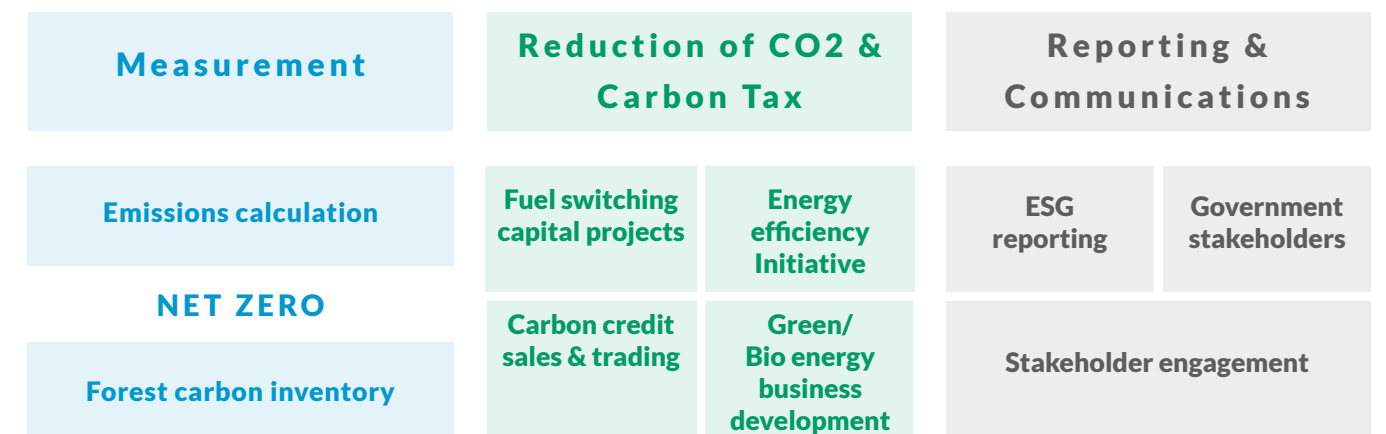 Measurement
Reduction of CO2 &
Carbon Tax
Reporting &
Communications
Emissions calculation
NET ZERO
Forest carbon inventory
Fuel switching
capital projects
Energy
efficiency
Initiative
Carbon credit
sales & trading
Green/
Bio energy
business
development
ESG
reporting
Government
stakeholders
Stakeholder engagement